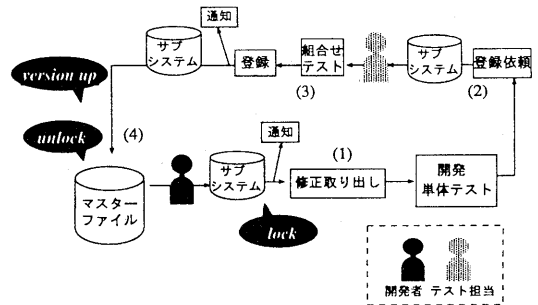 通知
サブ
システム
登録
組合せ
テスト
サブ
システム
登録依頼
version up
(3)
(2)
unlock
(4)
通知
(1)
サブ
システム
修正取り出し
開発
単体テスト
マスター
ファイル
lock
開発者 テスト担当